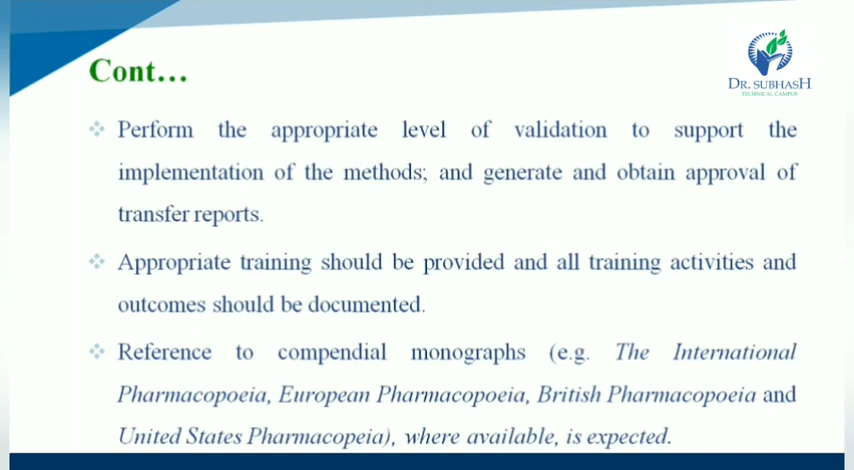 Cont…
DR. SUBHASH
TECHNICAL CAMPUS
Perform the appropriate level of validation to support the
implementation of the methods; and generate and obtain approval of
transfer reports.
Appropriate training should be provided and all training activities and
outcomes should be documented.
Reference to compendial monographs (e.g. The International
Pharmacopoeia, European Pharmacopoeia, British Pharmacopoeia and
United States Pharmacopeia), where available, is expected.